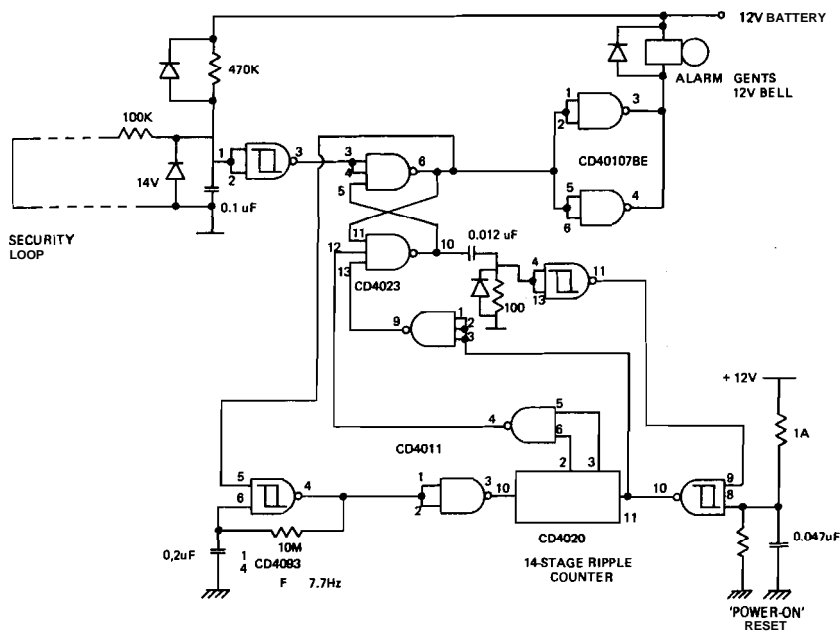 12V BATTERY
470K
ALARM GENTS
12V BELL
100K
1
2
3
3
4
5
6
1
2
3
CD40107BE
5
6
4
14V
0.1 uF
SECURITY
LOOP
11
12
13
10
0.012 uF
CD4023
4
13
11
100
9
1
2
3
+ 12V
1A
4
5
6
CD4011
2
3
9
8
10
5
6
4
1
2
3
10
11
CD4020
14-STAGE RIPPLE
COUNTER
0.047uF
10M
0,2uF
1
4
CD4093
F 7.7Hz
'POWER-ON'
RESET